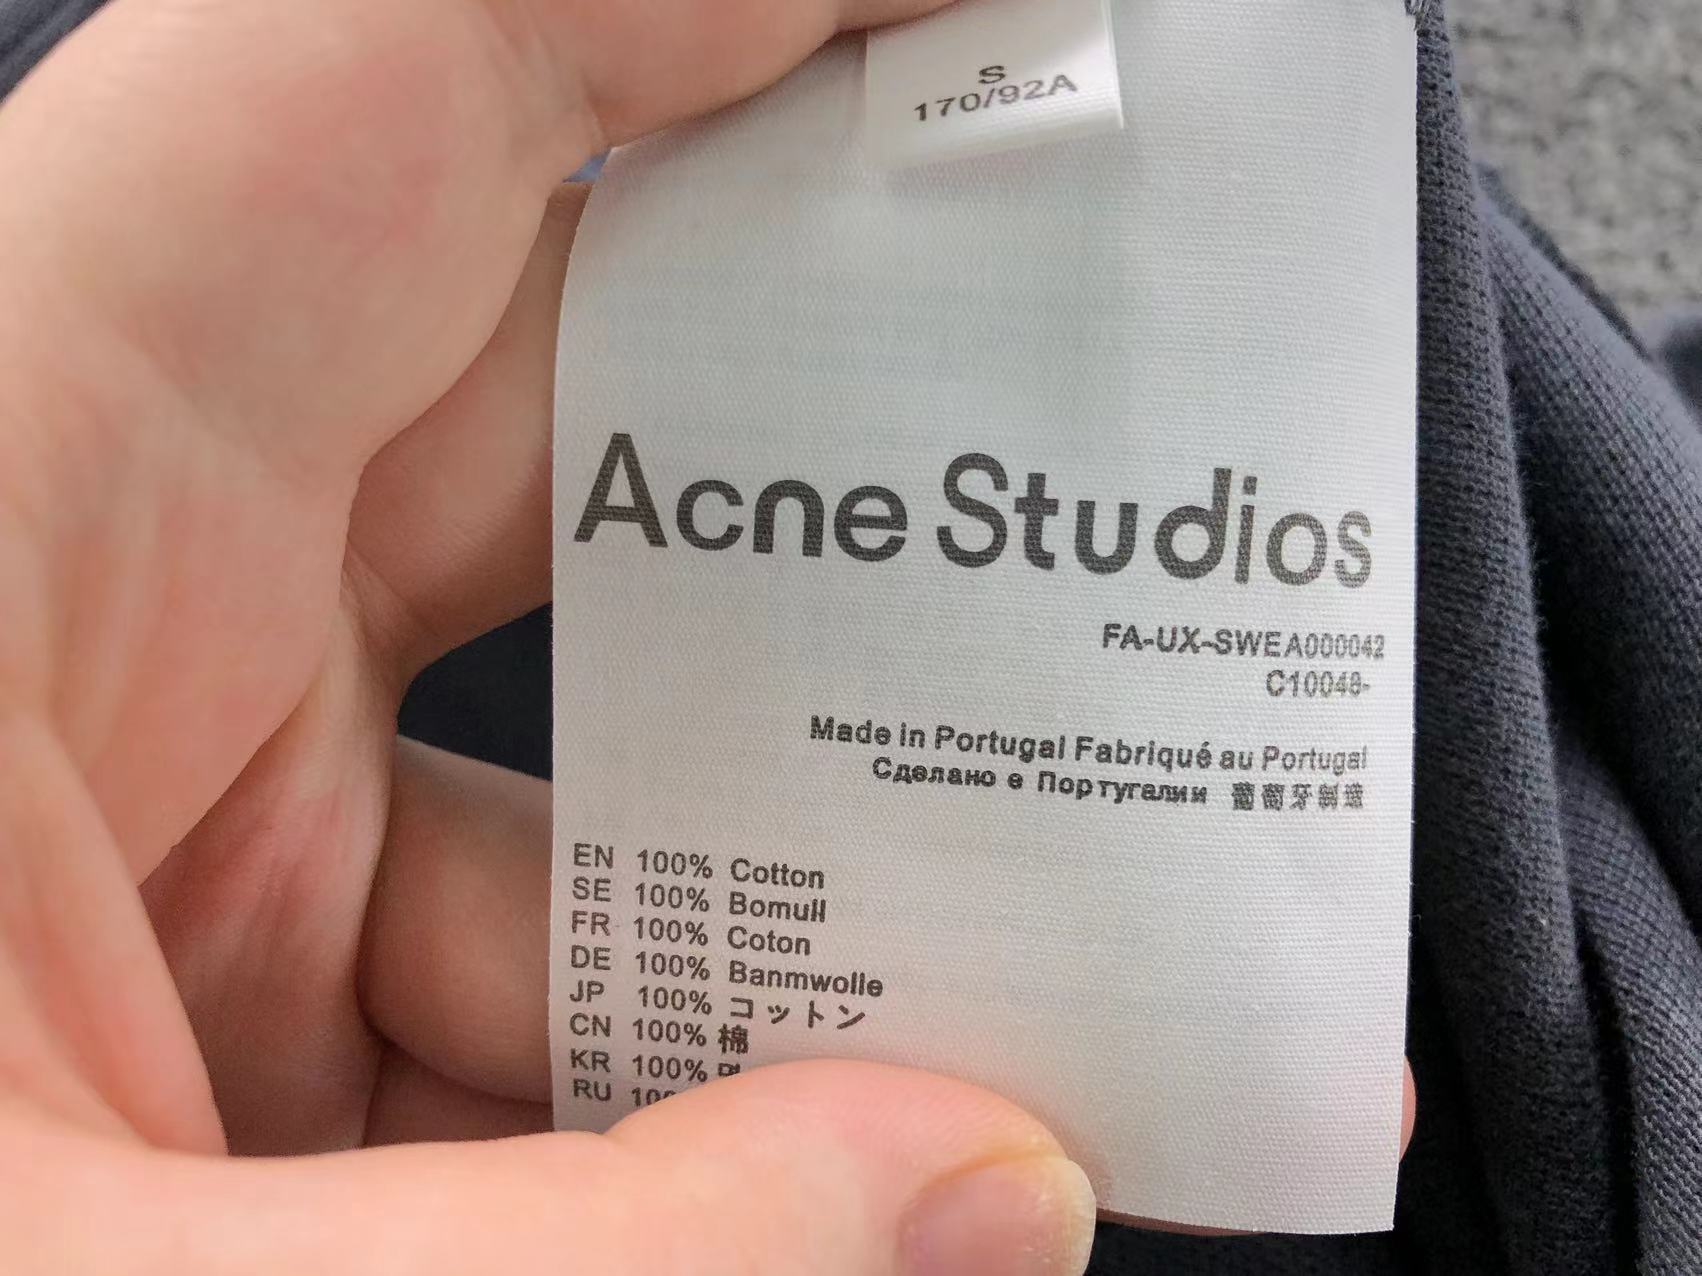 S
170/92A
Acne Studios
FA-UX-SWEA000042
C10048-
Made in Portugal Fabriqué au Portugal
Сделано в Португалии 葡萄牙制造
EN 100% Cotton
SE 100% Bomull
FR 100% Coton
DE 100% Banmwolle
JP 100% コットン
CN 100% 棉
KR 100%
RU